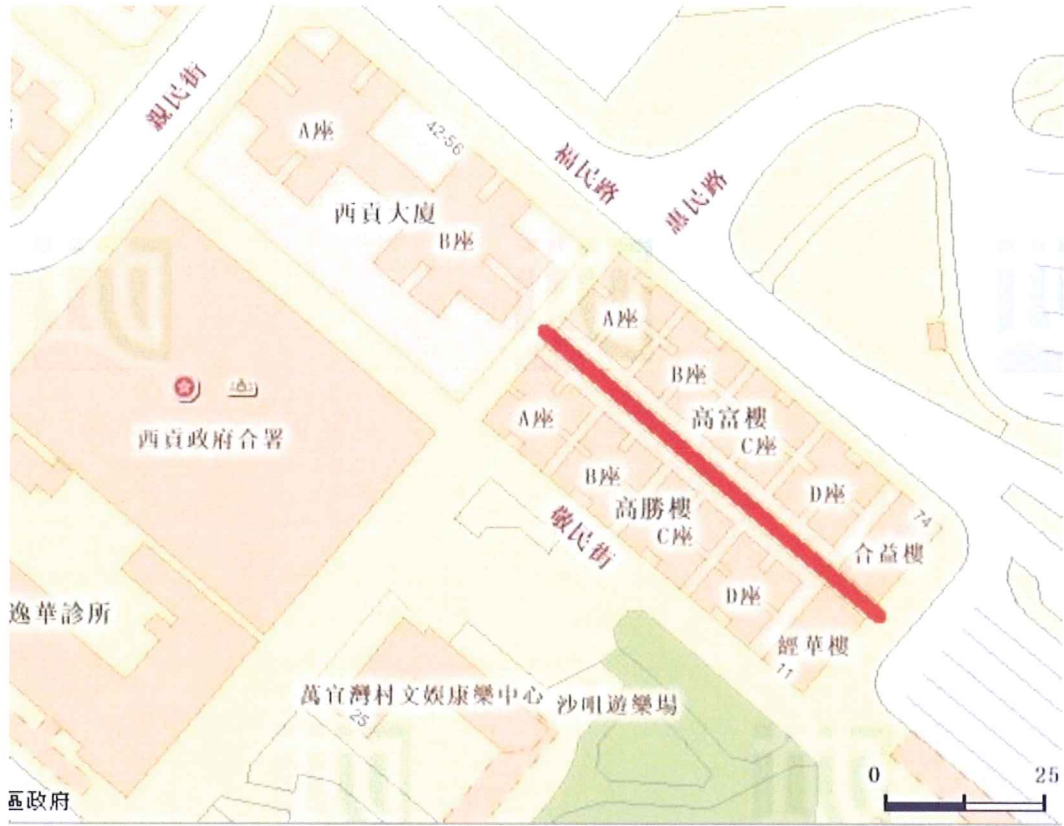 親民街
A座
42-56
福民路
惠民路
西貢大廈
B座
A座
B座
高富樓
C座
A座
西貢政府合署
B座
高勝樓
C座
D座
74
敬民街
合益樓
D座
逸華診所
經華樓
11
萬宜灣村文娛康樂中心
沙咀遊樂場
25
0
25
區政府